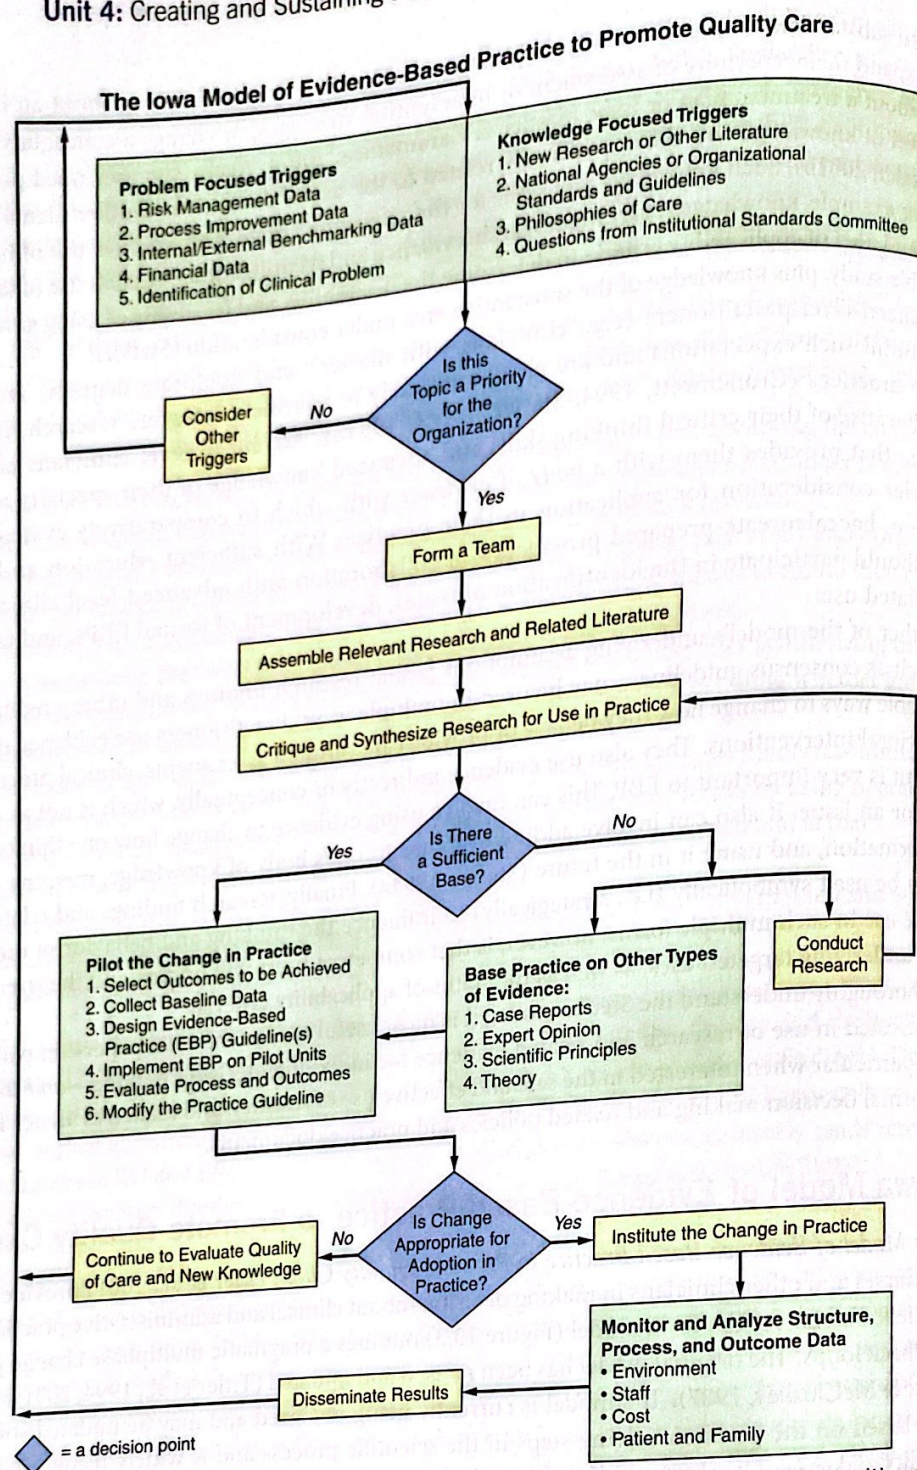 Unit 4: Creating and Sustaining
The Iowa Model of Evidence-Based Practice to Promote Quality Care
Problem Focused Triggers
1. Risk Management Data
2. Process Improvement Data
3. Internal/External Benchmarking Data
4. Financial Data
5. Identification of Clinical Problem
Knowledge Focused Triggers
1. New Research or Other Literature
2. National Agencies or Organizational
Standards and Guidelines
3. Philosophies of Care
4. Questions from Institutional Standards Committee
Is this
Topic a Priority
for the
Organization?
No
Consider
Other
Triggers
Yes
Form a Team
Assemble Relevant Research and Related Literature
Critique and Synthesize Research for Use in Practice
Is There
a Sufficient
Base?
Yes
No
Pilot the Change in Practice
1. Select Outcomes to be Achieved
2. Collect Baseline Data
3. Design Evidence-Based
Practice (EBP) Guideline(s)
4. Implement EBP on Pilot Units
5. Evaluate Process and Outcomes
6. Modify the Practice Guideline
Base Practice on Other Types
of Evidence:
1. Case Reports
2. Expert Opinion
3. Scientific Principles
4. Theory
Conduct
Research
Is Change
Appropriate for
Adoption in
Practice?
No
Yes
Continue to Evaluate Quality
of Care and New Knowledge
Institute the Change in Practice
Monitor and Analyze Structure,
Process, and Outcome Data
• Environment
• Staff
• Cost
• Patient and Family
Disseminate Results
= a decision point